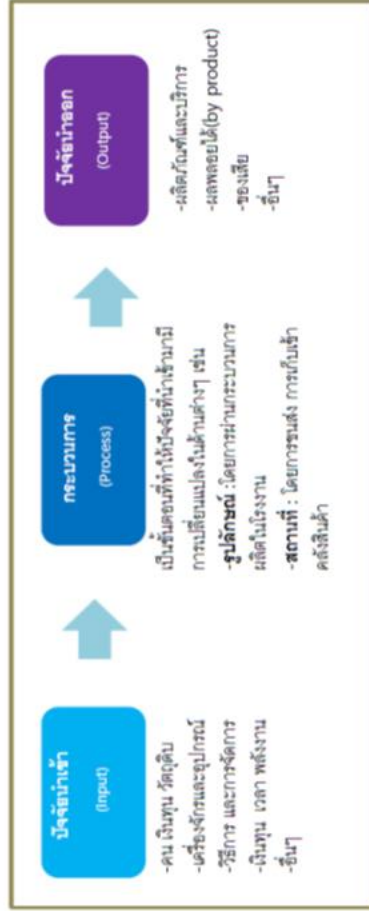 ปัจจัยนำเข้า
(Input)
-คน เงินทุน วัตถุดิบ
-เครื่องจักรและอุปกรณ์
-วิธีการ และการจัดการ
-เงินทุน เวลา พลังงาน
-อื่นๆ
กระบวนการ
(Process)
เป็นขั้นตอนที่ทำให้ปัจจัยที่นำเข้ามามี
การเปลี่ยนแปลงในด้านต่างๆ เช่น
-รูปลักษณ์ :โดยการผ่านกระบวนการ
ผลิตในโรงงาน
-สถานที่ : โดยการขนส่ง การเก็บเข้า
คลังสินค้า
ปัจจัยนำออก
(Output)
-ผลิตภัณฑ์และบริการ
-ผลพลอยได้(by product)
-ของเสีย
-อื่นๆ